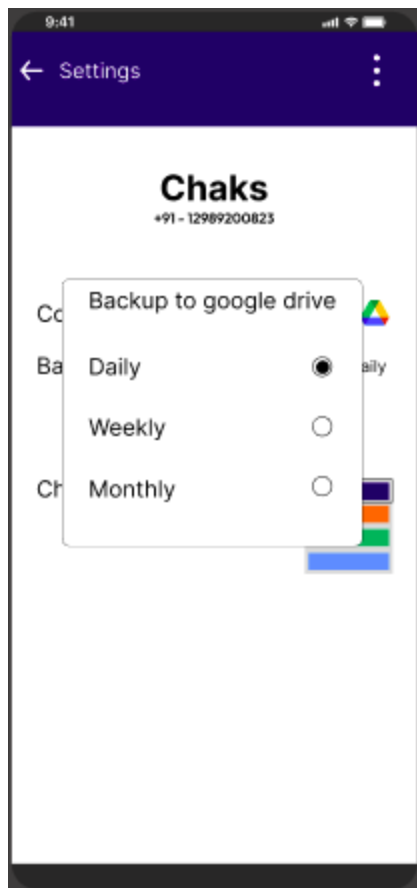 9:41
Settings
Chaks
+91 - 12989200823
Backup to google drive
Co
Ba
Daily
aily
Weekly
Ch
Monthly